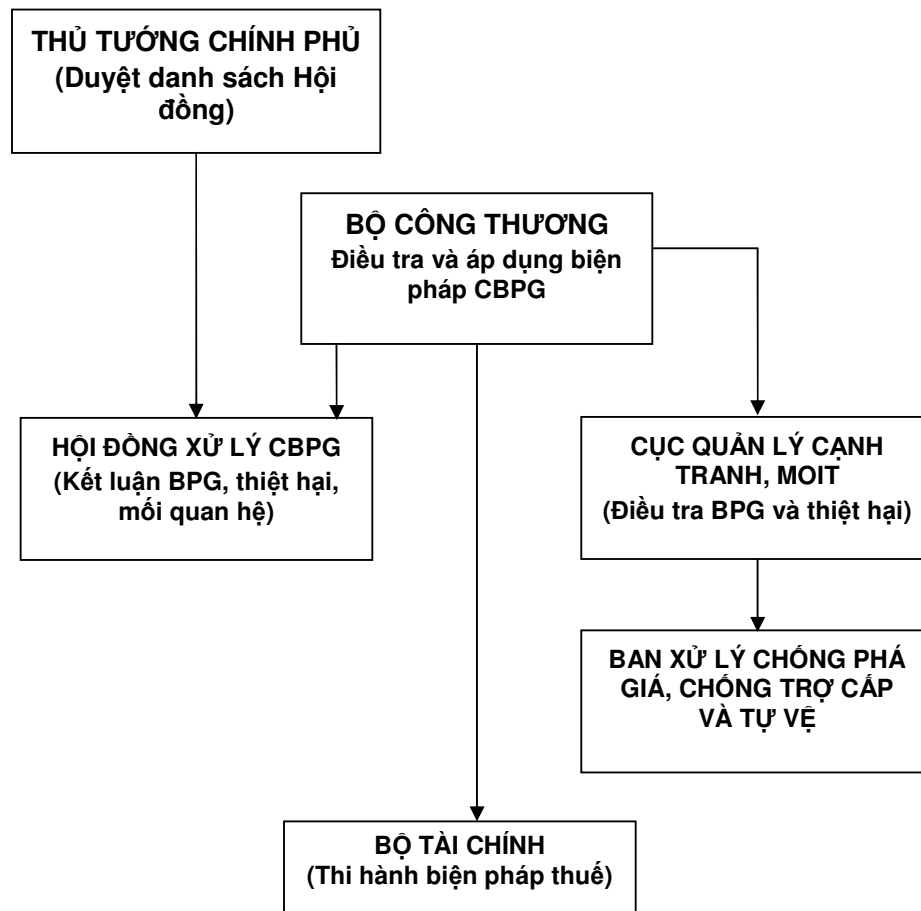 THỦ TƯỚNG CHÍNH PHỦ
(Duyệt danh sách Hội
đồng)
BỘ CÔNG THƯƠNG
Điều tra và áp dụng biện
pháp CBPG
HỘI ĐỒNG XỬ LÝ CBPG
(Kết luận BPG, thiệt hại,
mối quan hệ)
CỤC QUẢN LÝ CẠNH
TRANH, MOIT
(Điều tra BPG và thiệt hại)
BAN XỬ LÝ CHỐNG PHÁ
GIÁ, CHỐNG TRỢ CẤP
VÀ TỰ VỆ
BỘ TÀI CHÍNH
(Thi hành biện pháp thuế)